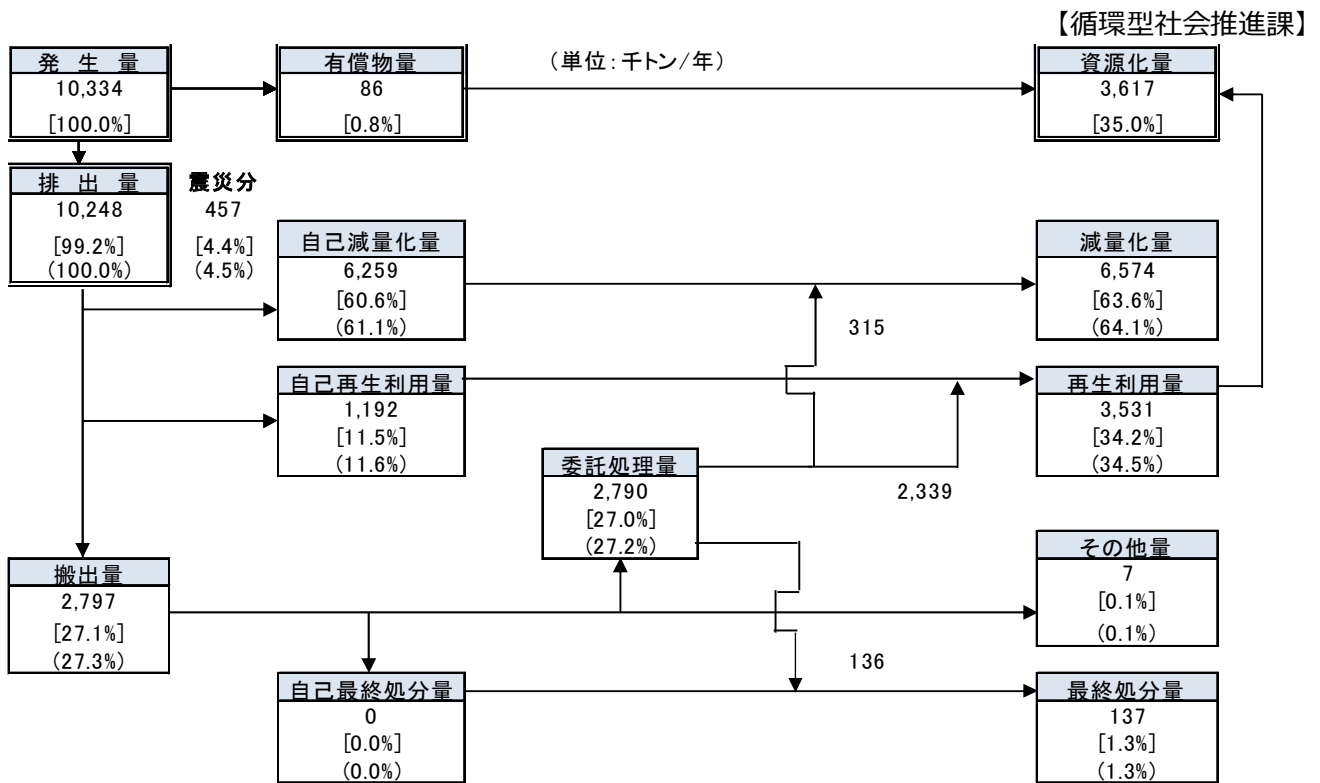 【循環型社会推進課】
発生量
10,334
[100.0%]
有償物量
86
[0.8%]
(単位：千トン/年)
資源化量
3,617
[35.0%]
排出量
10,248
[99.2%]
(100.0%)
震災分
457
[4.4%]
(4.5%)
自己減量化量
6,259
[60.6%]
(61.1%)
減量化量
6,574
[63.6%]
(64.1%)
315
自己再生利用量
1,192
[11.5%]
(11.6%)
再生利用量
3,531
[34.2%]
(34.5%)
委託処理量
2,790
[27.0%]
(27.2%)
2,339
搬出量
2,797
[27.1%]
(27.3%)
その他量
7
[0.1%]
(0.1%)
136
自己最終処分量
0
[0.0%]
(0.0%)
最終処分量
137
[1.3%]
(1.3%)